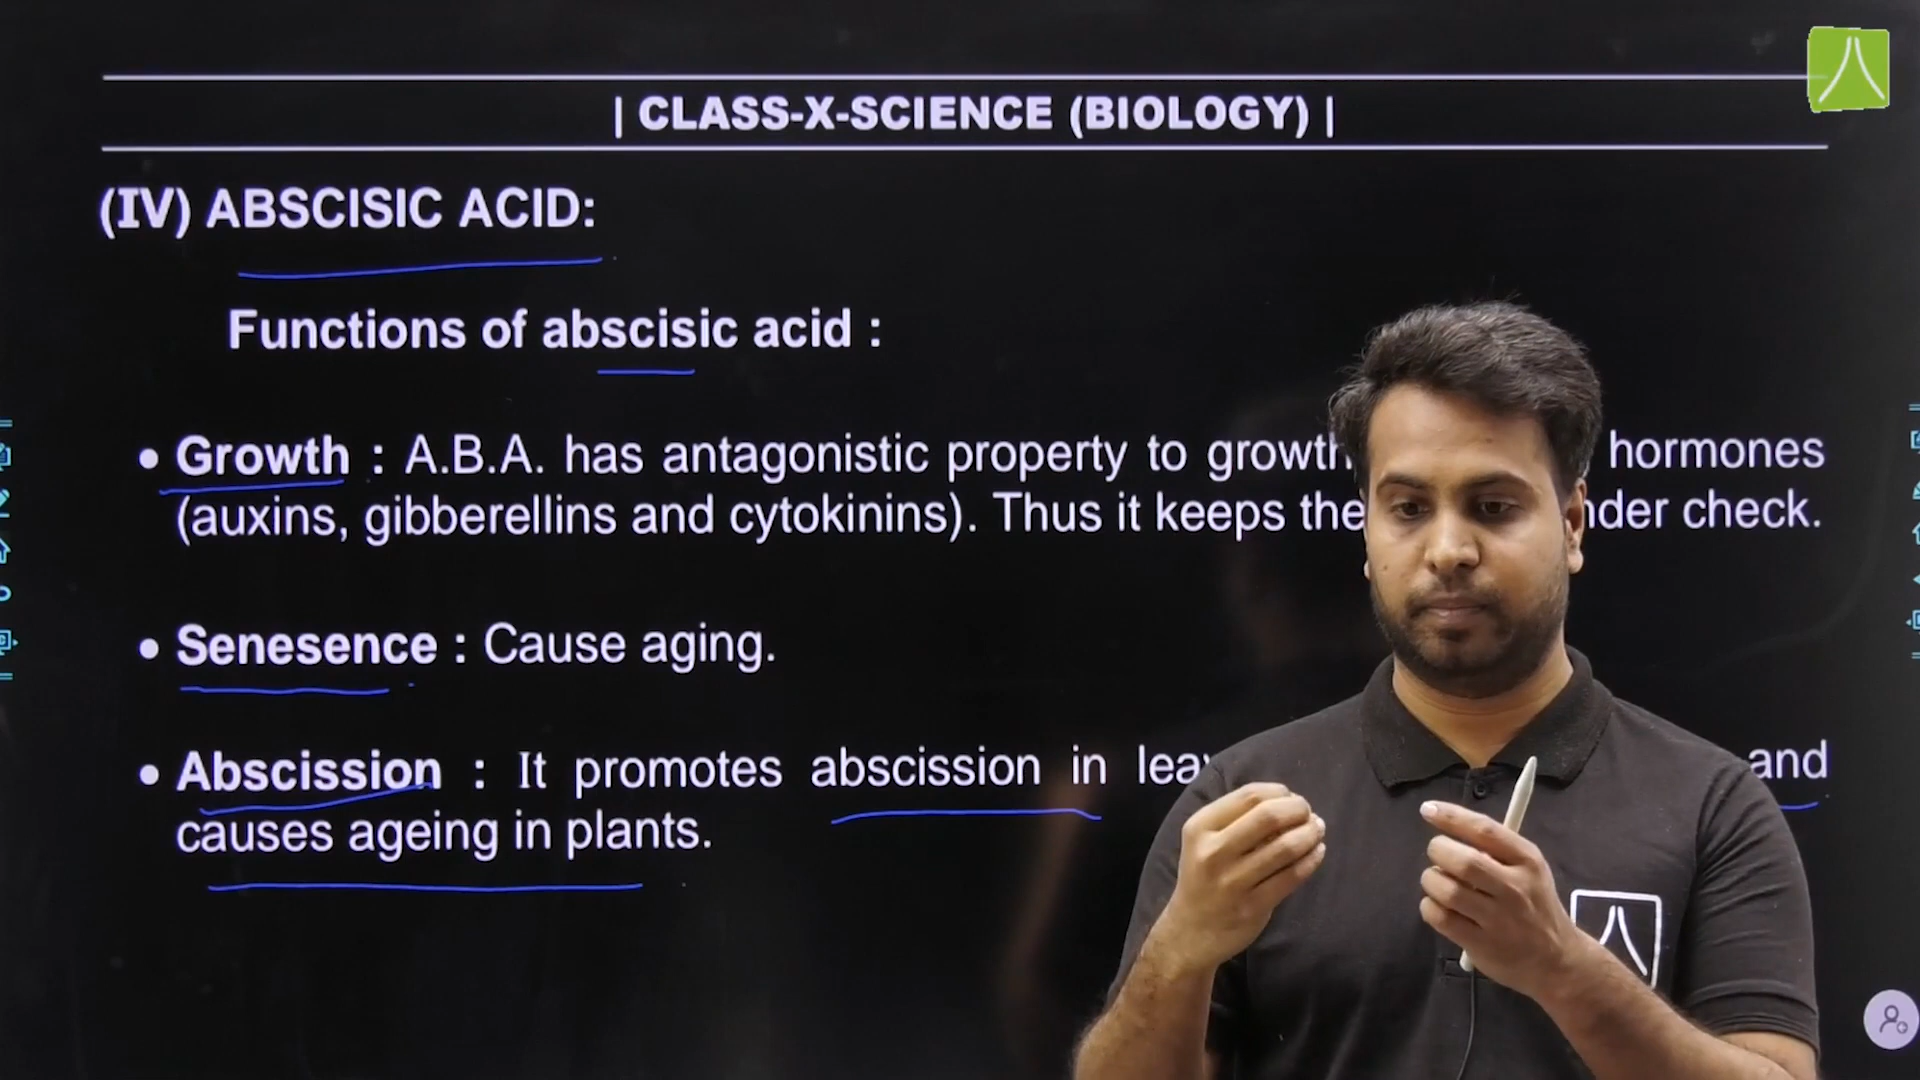 | CLASS-X-SCIENCE (BIOLOGY) |
(IV) ABSCISIC ACID:
Functions of abscisic acid :
• Growth : A.B.A. has antagonistic property to growth hormones
(auxins, gibberellins and cytokinins). Thus it keeps the check.
• Senesence : Cause aging.
• Abscission : It promotes abscission in and
causes ageing in plants.